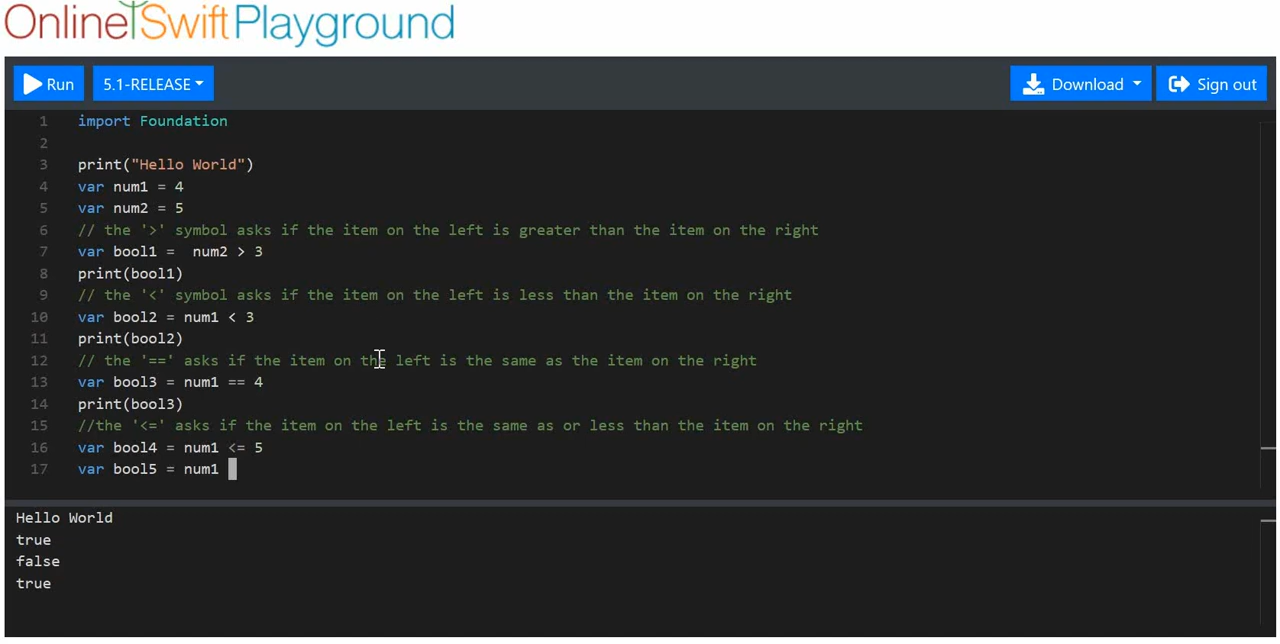 OnlineSwiftPlayground
Run 5.1-RELEASE Download Sign out
1 import Foundation
2
3 print("Hello World")
4 var num1 = 4
5 var num2 = 5
6 // the '>' symbol asks if the item on the left is greater than the item on the right
7 var bool1 =  num2 > 3
8 print(bool1)
9 // the '<' symbol asks if the item on the left is less than the item on the right
10 var bool2 = num1 < 3
11 print(bool2)
12 // the '==' asks if the item on the left is the same as the item on the right
13 var bool3 = num1 == 4
14 print(bool3)
15 //the '<=' asks if the item on the left is the same as or less than the item on the right
16 var bool4 = num1 <= 5
17 var bool5 = num1
Hello World
true
false
true